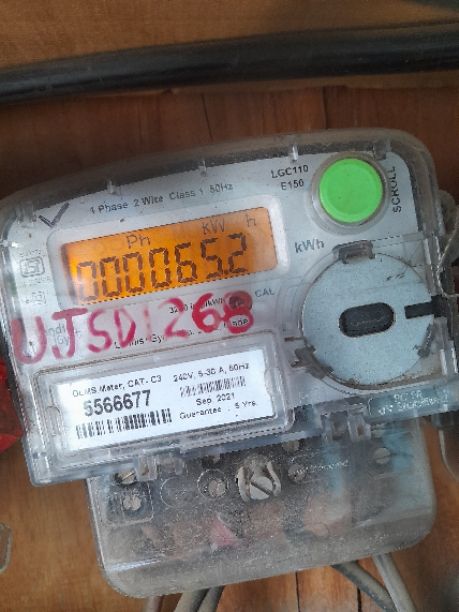 LGC110
E150
SCROLL
1 Phase 2 Wire Class 1 50Hz
Ph kW h
0000652
kWh
CAL
UJSD1268
DLMS Meter, CAT- C3 240V, 5-30 A, 50Hz
5566677
Sep. 2021
Guarantee : 5 Yrs.